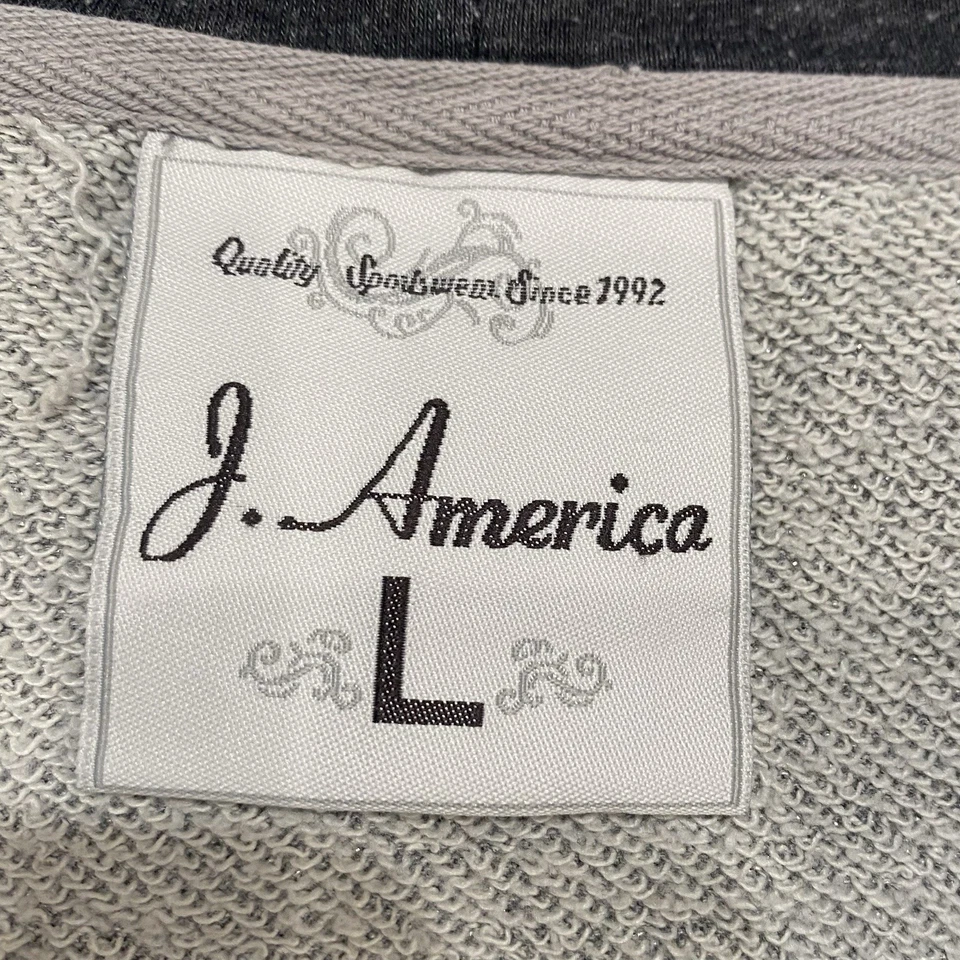 Quality Sportswear Since 1992
J. America
L